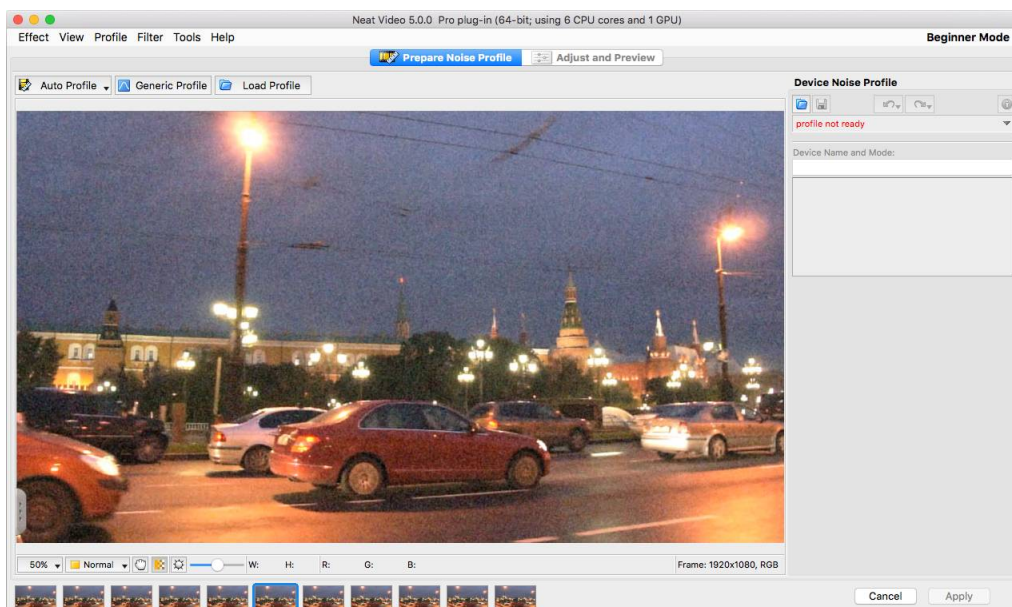 Neat Video 5.0.0 Pro plug-in (64-bit; using 6 CPU cores and 1 GPU)
Effect View Profile Filter Tools Help Beginner Mode
Prepare Noise Profile Adjust and Preview
Auto Profile Generic Profile Load Profile
Device Noise Profile
profile not ready
Device Name and Mode:
50% Normal W: H: R: G: B: Frame: 1920x1080, RGB
Cancel Apply